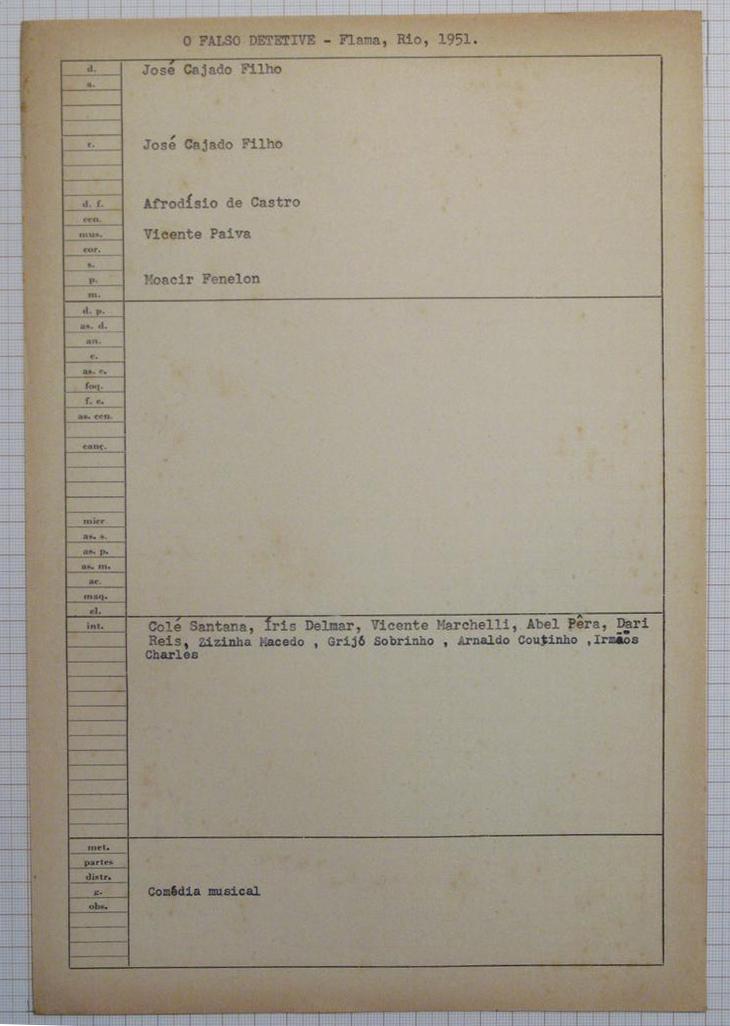 O FALSO DETETIVE - Flama, Rio, 1951.
d. José Cajado Filho
a.
r. José Cajado Filho
d. f. Afrodísio de Castro
cen.
mus. Vicente Paiva
cor.
s.
p. Moacir Fenelon
m.
d. p.
as. d.
an.
c.
as. c.
foq.
f. c.
as. cen.
canç.
micr
as. s.
as. p.
as. m.
ac.
maq.
el.
int. Colé Santana, Íris Delmar, Vicente Marchelli, Abel Pêra, Dari
Reis, Zizinha Macedo , Grijó Sobrinho , Arnaldo Coutinho ,Irmãos
Charles
met.
partes
distr.
g. Comédia musical
obs.